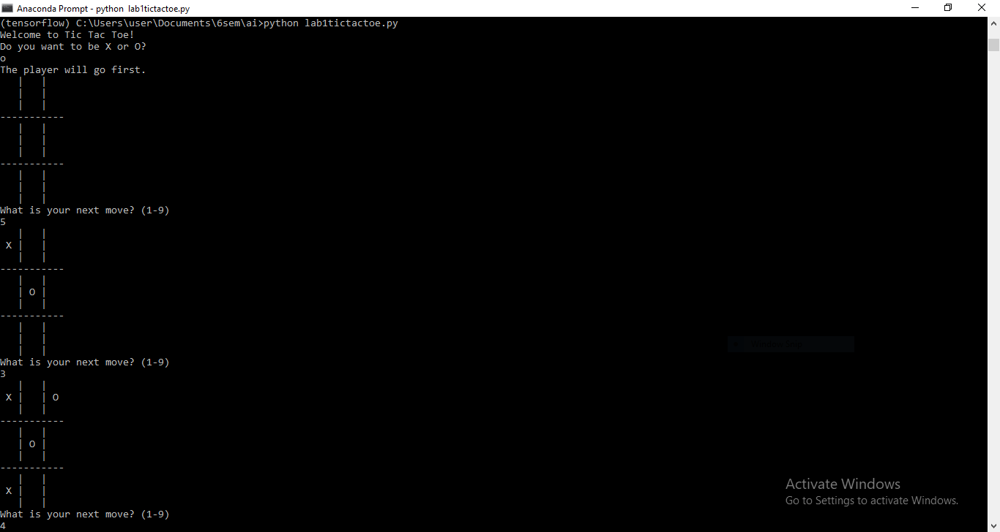 Anaconda Prompt - python  lab1tictactoe.py
(tensorflow) C:\Users\user\Documents\6sem\ai>python lab1tictactoe.py
Welcome to Tic Tac Toe!
Do you want to be X or O?
o
The player will go first.
   |   |
   |   |
   |   |
-----------
   |   |
   |   |
   |   |
-----------
   |   |
   |   |
   |   |
What is your next move? (1-9)
5
   |   |
 X |   |
   |   |
-----------
   |   |
   | O |
   |   |
-----------
   |   |
   |   |
   |   |
What is your next move? (1-9)
3
   |   |
 X |   | O
   |   |
-----------
   |   |
   | O |
   |   |
-----------
   |   |
 X |   |
   |   |
What is your next move? (1-9)
4
Activate Windows
Go to Settings to activate Windows.